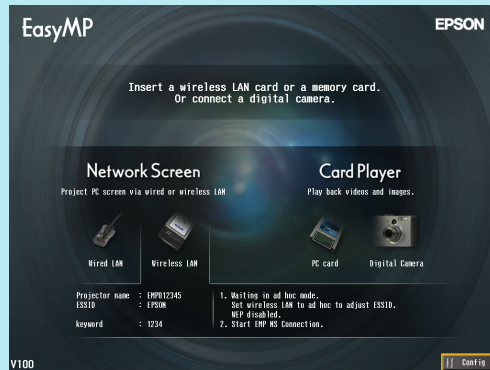 EasyMP
EPSON
Insert a wireless LAN card or a memory card.
Or connect a digital camera.
Network Screen
Project PC screen via wired or wireless LAN
Card Player
Play back videos and images.
Wired LAN
Wireless LAN
PC card
Digital Camera
Projector name : EMPD12345
ESSID : EPSON
keyword : 1234
1. Waiting in ad hoc mode.
Set wireless LAN to ad hoc to adjust ESSID.
WEP disabled.
2. Start EMP NS Connection.
V100
Config